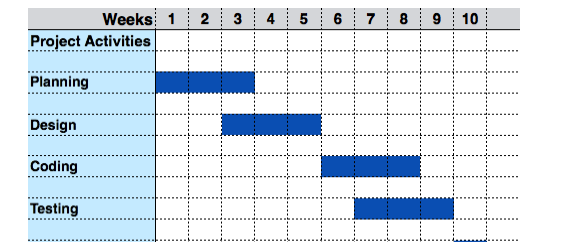 Weeks 1 2 3 4 5 6 7 8 9 10
Project Activities
Planning
Design
Coding
Testing